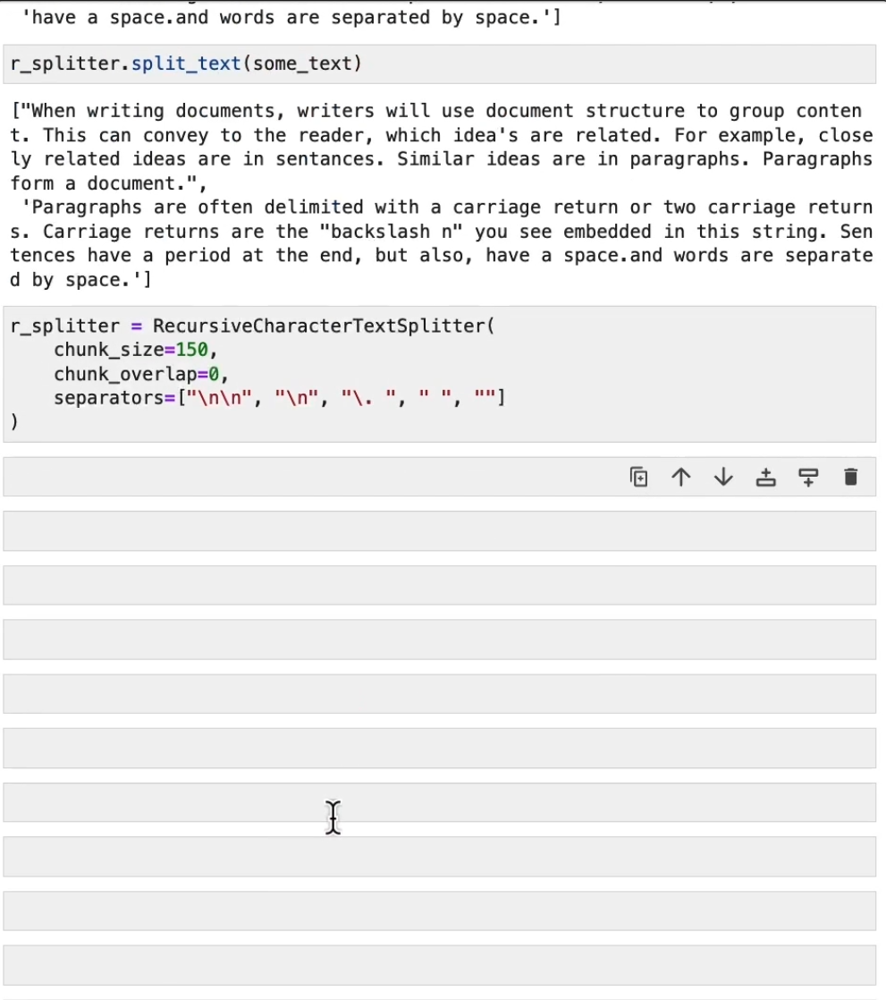 'have a space.and words are separated by space.']
r_splitter.split_text(some_text)
["When writing documents, writers will use document structure to group conten
t. This can convey to the reader, which idea's are related. For example, close
ly related ideas are in sentances. Similar ideas are in paragraphs. Paragraphs
form a document.",
'Paragraphs are often delimited with a carriage return or two carriage return
s. Carriage returns are the "backslash n" you see embedded in this string. Sen
tences have a period at the end, but also, have a space.and words are separate
d by space.']
r_splitter = RecursiveCharacterTextSplitter(
    chunk_size=150,
    chunk_overlap=0,
    separators=["\n\n", "\n", "\. ", " ", ""]
)